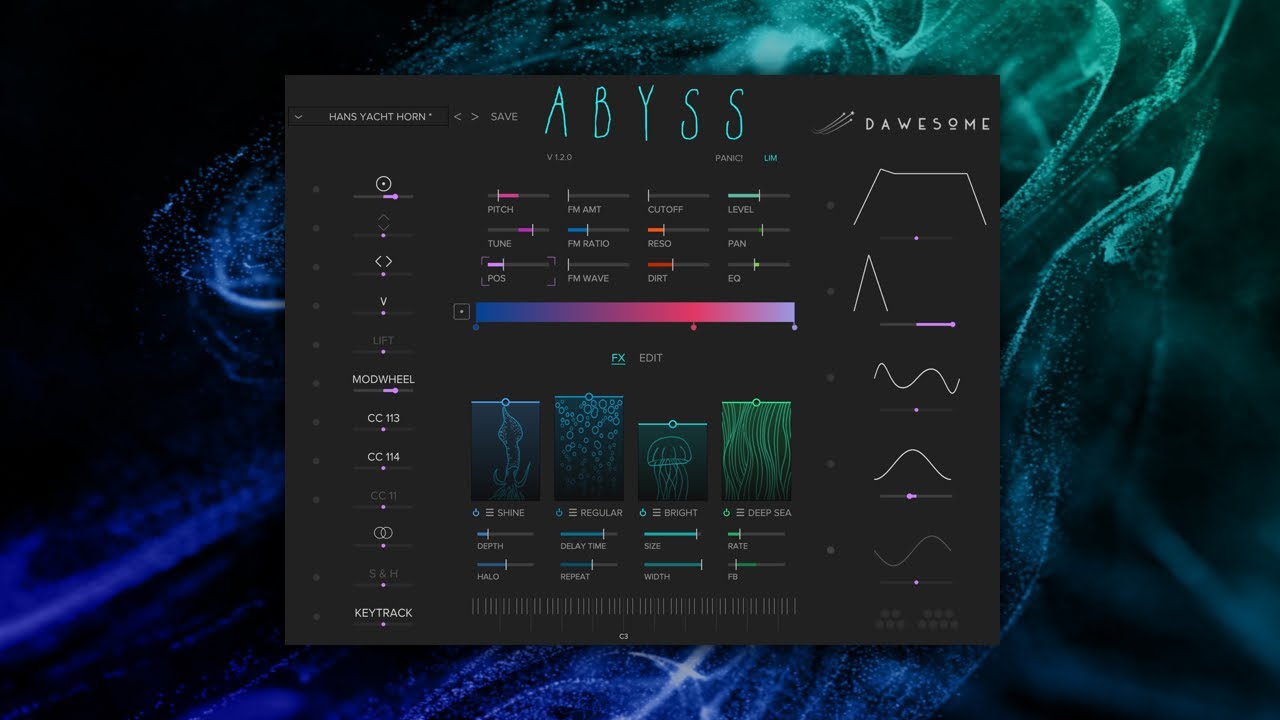 ABYSS
HANS YACHT HORN * < > SAVE
DAWESOME
V 1.2.0 PANIC! LIM
PITCH FM AMT CUTOFF LEVEL
TUNE FM RATIO RESO PAN
POS FM WAVE DIRT EQ
V
LIFT
MODWHEEL
CC 113
CC 114
CC 11
S & H
KEYTRACK
FX EDIT
SHINE REGULAR BRIGHT DEEP SEA
DEPTH DELAY TIME SIZE RATE
HALO REPEAT WIDTH FB
C3